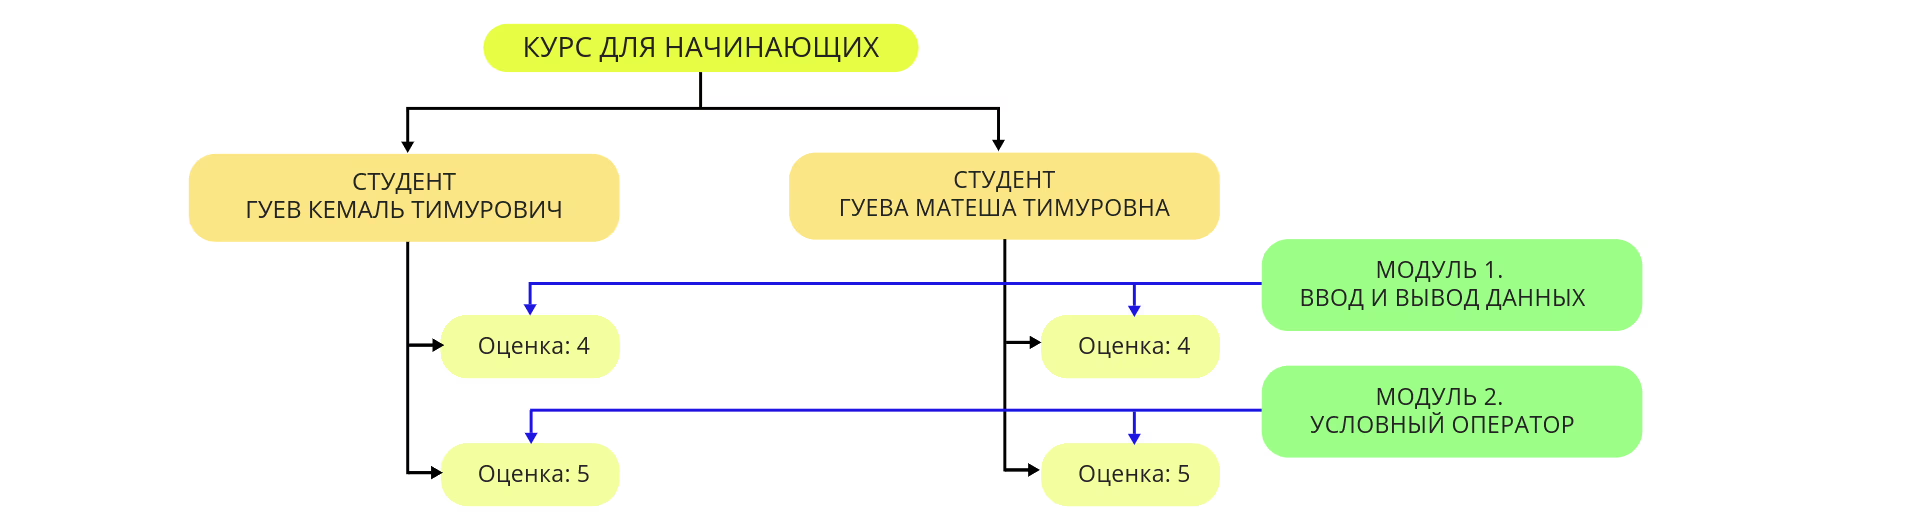 КУРС ДЛЯ НАЧИНАЮЩИХ
СТУДЕНТ
ГУЕВ КЕМАЛЬ ТИМУРОВИЧ
СТУДЕНТ
ГУЕВА МАТЕША ТИМУРОВНА
МОДУЛЬ 1.
ВВОД И ВЫВОД ДАННЫХ
Оценка: 4
Оценка: 4
МОДУЛЬ 2.
УСЛОВНЫЙ ОПЕРАТОР
Оценка: 5
Оценка: 5